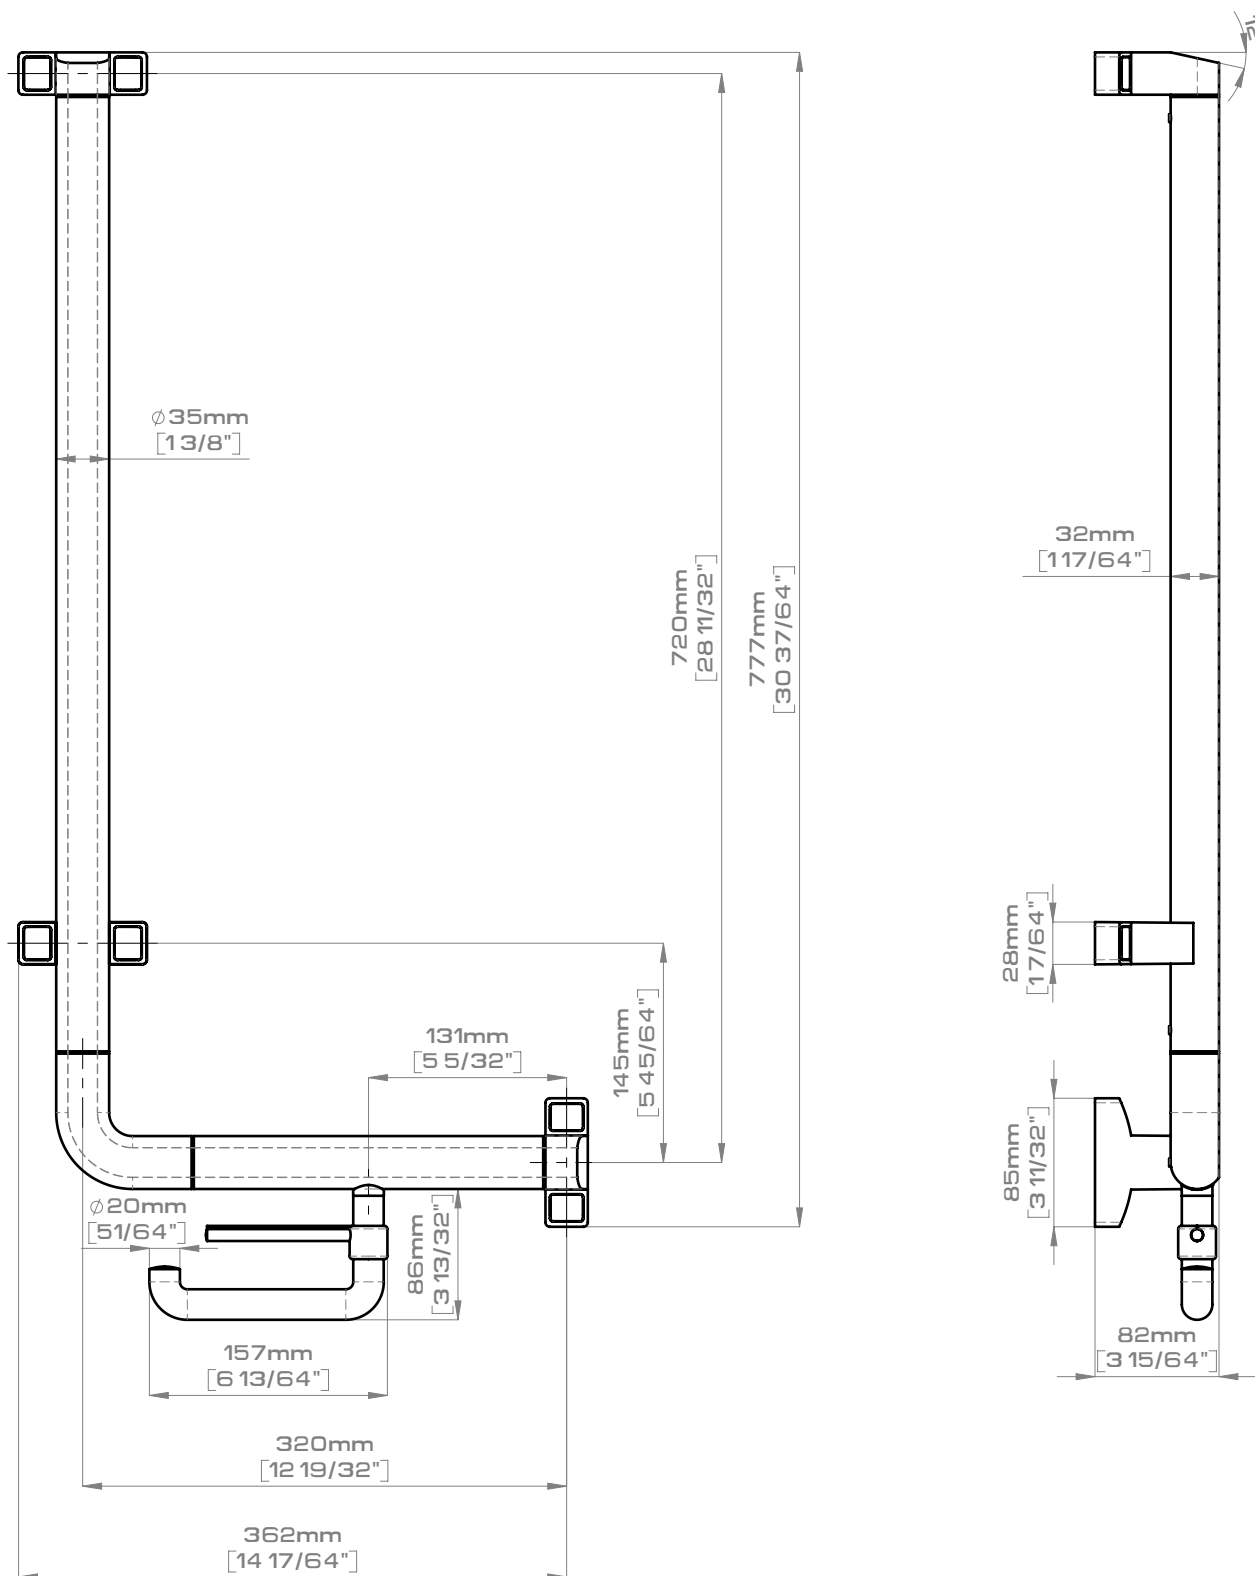 ⌀35mm
[1 3/8"]
32mm
[1 17/64"]
720mm
[28 11/32"]
777mm
[30 37/64"]
28mm
[1 7/64"]
131mm
[5 5/32"]
145mm
[5 45/64"]
85mm
[3 11/32"]
⌀20mm
[51/64"]
86mm
[3 13/32"]
82mm
[3 15/64"]
157mm
[6 13/64"]
320mm
[12 19/32"]
362mm
[14 17/64"]